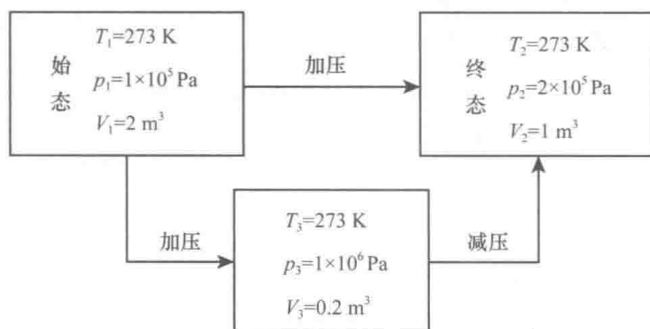 始态
T₁=273 K
p₁=1×10⁵ Pa
V₁=2 m³
加压
终态
T₂=273 K
p₂=2×10⁵ Pa
V₂=1 m³
加压
T₃=273 K
p₃=1×10⁶ Pa
V₃=0.2 m³
减压